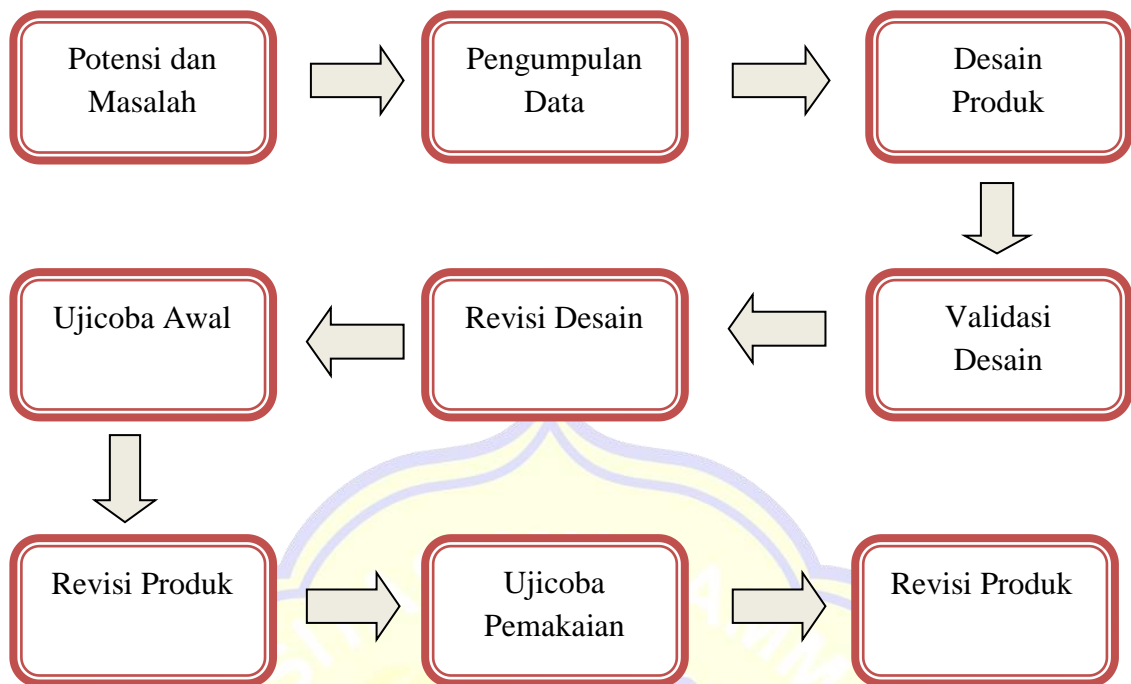 Potensi dan
Masalah
Pengumpulan
Data
Desain
Produk
Validasi
Desain
Revisi Desain
Ujicoba Awal
Revisi Produk
Ujicoba
Pemakaian
Revisi Produk